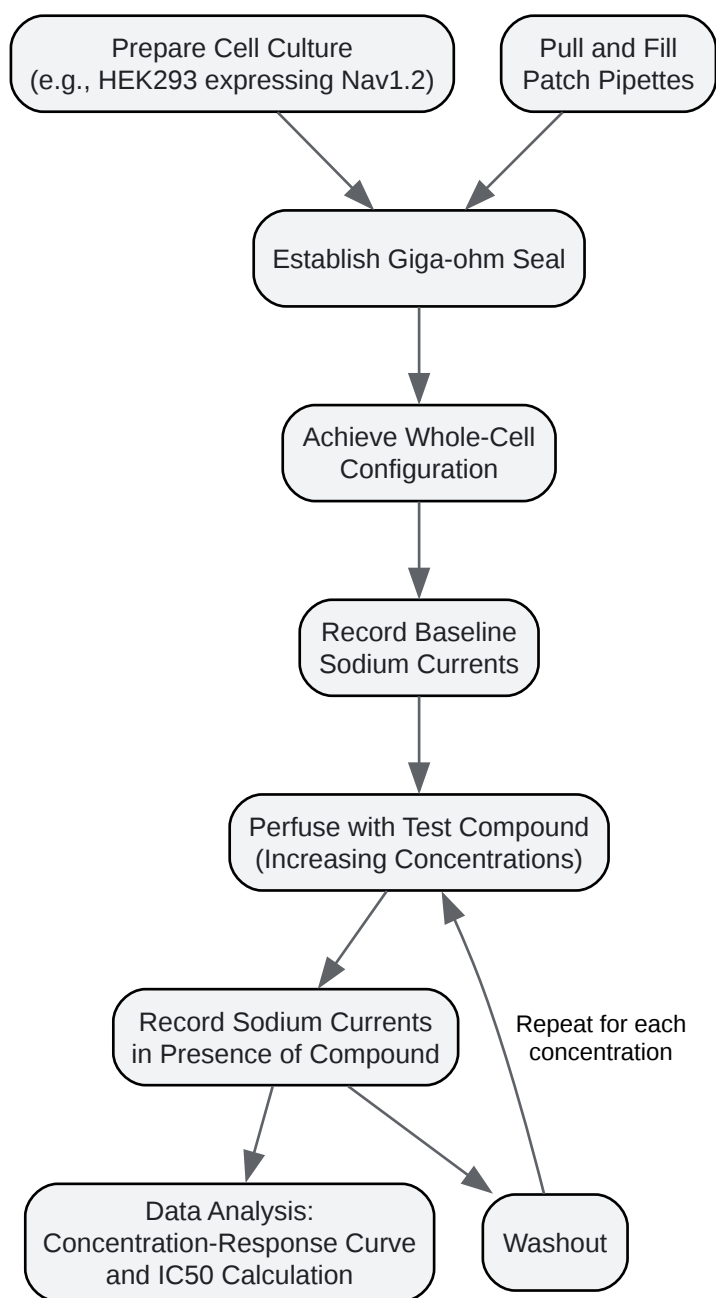 Prepare Cell Culture
(e.g., HEK293 expressing Nav1.2)
Pull and Fill
Patch Pipettes
Establish Giga-ohm Seal
Achieve Whole-Cell
Configuration
Record Baseline
Sodium Currents
Perfuse with Test Compound
(Increasing Concentrations)
Record Sodium Currents
in Presence of Compound
Repeat for each
concentration
Data Analysis:
Concentration-Response Curve
and IC50 Calculation
Washout